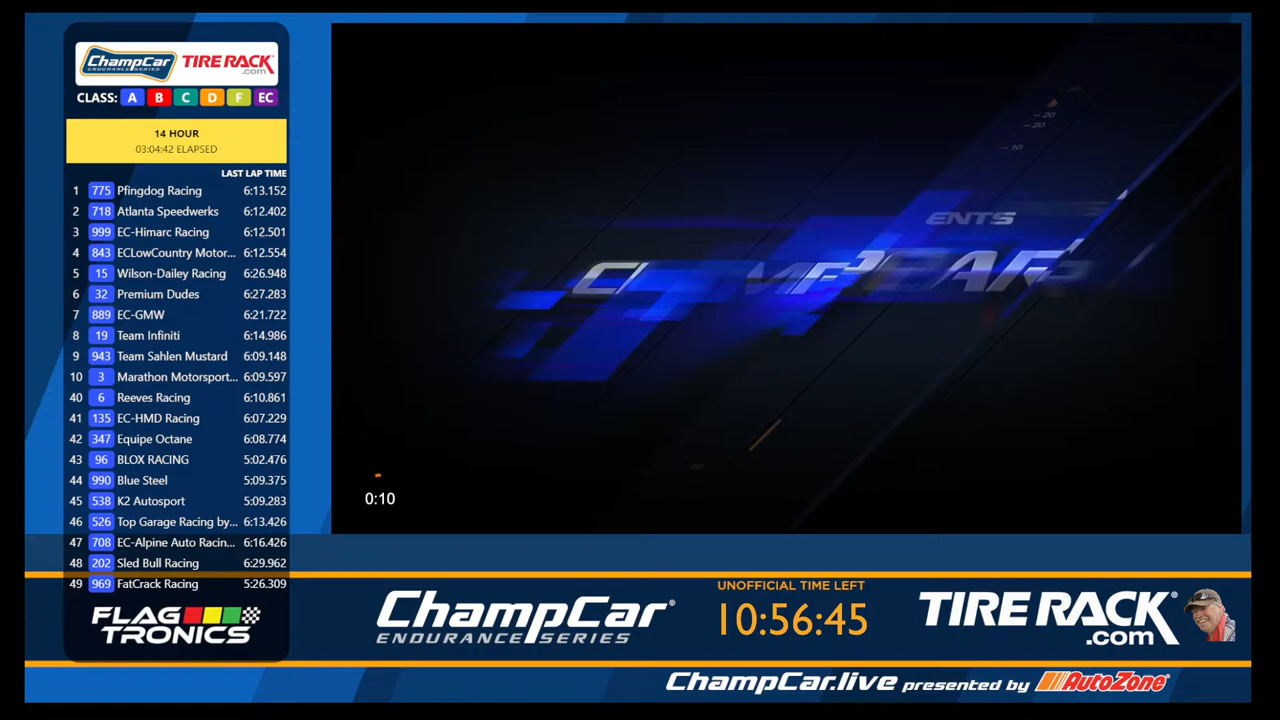 ChampCar
ENDURANCE SERIES
TIRE RACK
.com
CLASS: A B C D F EC
14 HOUR
03:04:42 ELAPSED
LAST LAP TIME
1 775 Pfingdog Racing 6:13.152
2 718 Atlanta Speedwerks 6:12.402
3 999 EC-Himarc Racing 6:12.501
4 843 ECLowCountry Motor... 6:12.554
5 15 Wilson-Dailey Racing 6:26.948
6 32 Premium Dudes 6:27.283
7 889 EC-GMW 6:21.722
8 19 Team Infiniti 6:14.986
9 943 Team Sahlen Mustard 6:09.148
10 3 Marathon Motorsport... 6:09.597
40 6 Reeves Racing 6:10.861
41 135 EC-HMD Racing 6:07.229
42 347 Equipe Octane 6:08.774
43 96 BLOX RACING 5:02.476
44 990 Blue Steel 5:09.375
45 538 K2 Autosport 5:09.283
46 526 Top Garage Racing by... 6:13.426
47 708 EC-Alpine Auto Racin... 6:16.426
48 202 Sled Bull Racing 6:29.962
49 969 FatCrack Racing 5:26.309
FLAG
TRONICS
ENTS
0:10
ChampCar®
ENDURANCE SERIES
UNOFFICIAL TIME LEFT
10:56:45
TIRE RACK®
.com
ChampCar.live presented by AutoZone